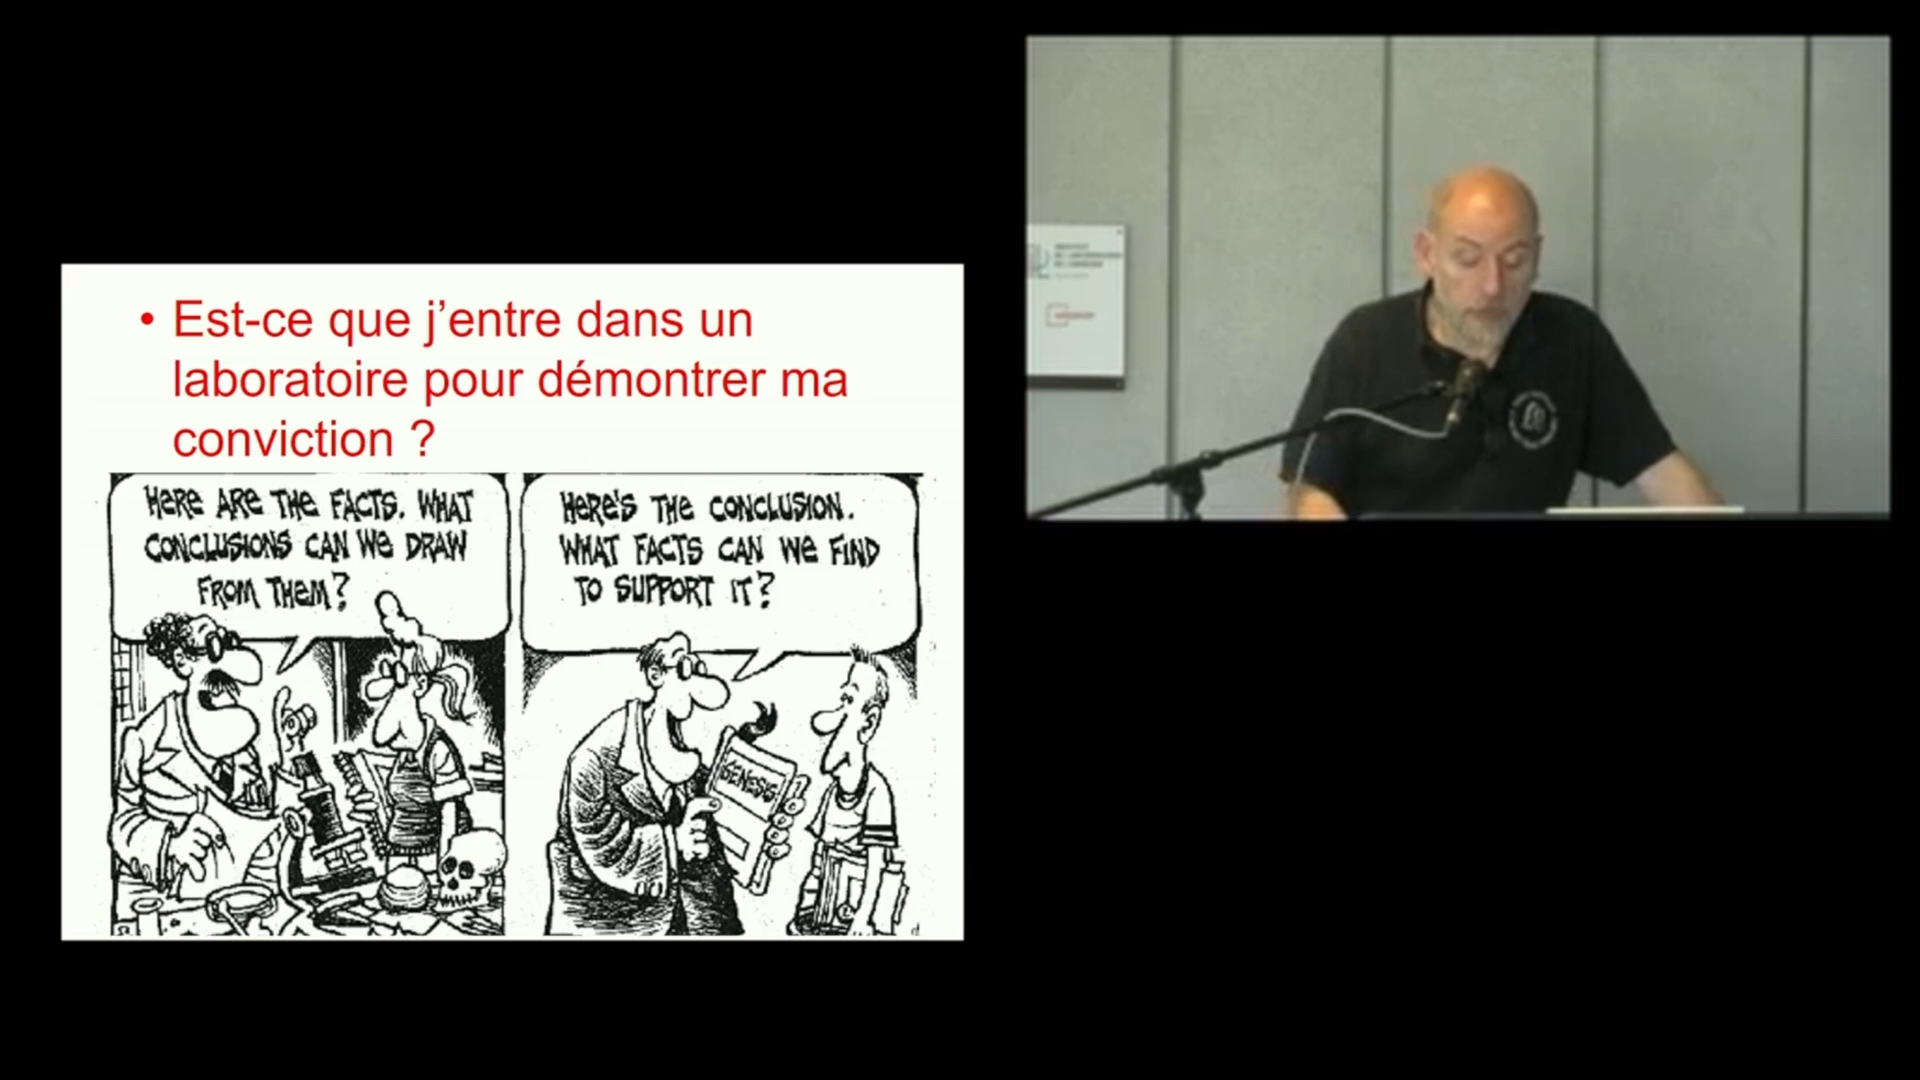 • Est-ce que j’entre dans un
laboratoire pour démontrer ma
conviction ?
HERE ARE THE FACTS. WHAT
CONCLUSIONS CAN WE DRAW
FROM THEM?
HERE'S THE CONCLUSION.
WHAT FACTS CAN WE FIND
TO SUPPORT IT?
GENESIS